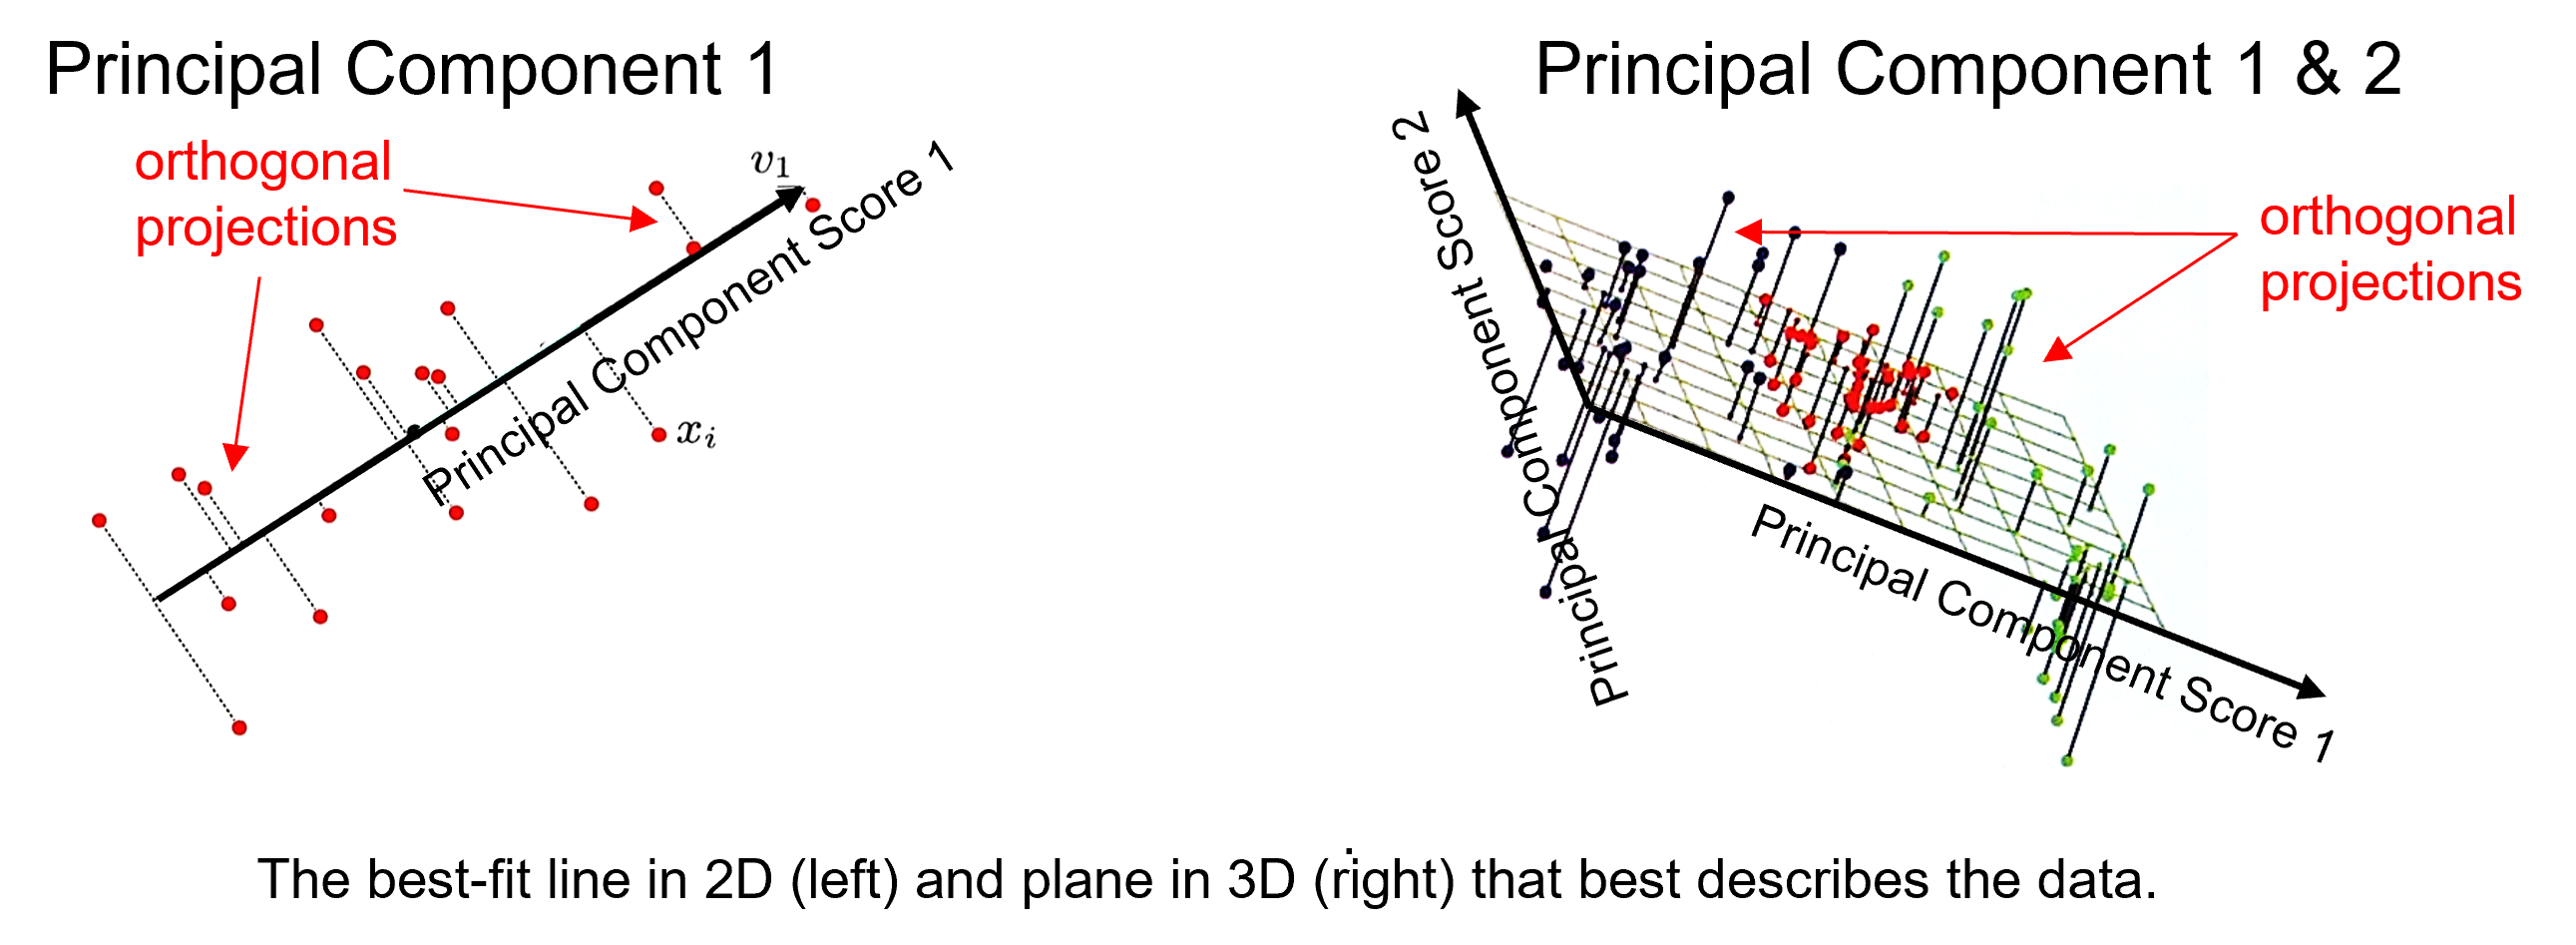 Principal Component 1
orthogonal
projections
v₁
Principal Component Score 1
xᵢ
Principal Component 1 & 2
Principal Component Score 2
orthogonal
projections
Principal Component Score 1
The best-fit line in 2D (left) and plane in 3D (right) that best describes the data.